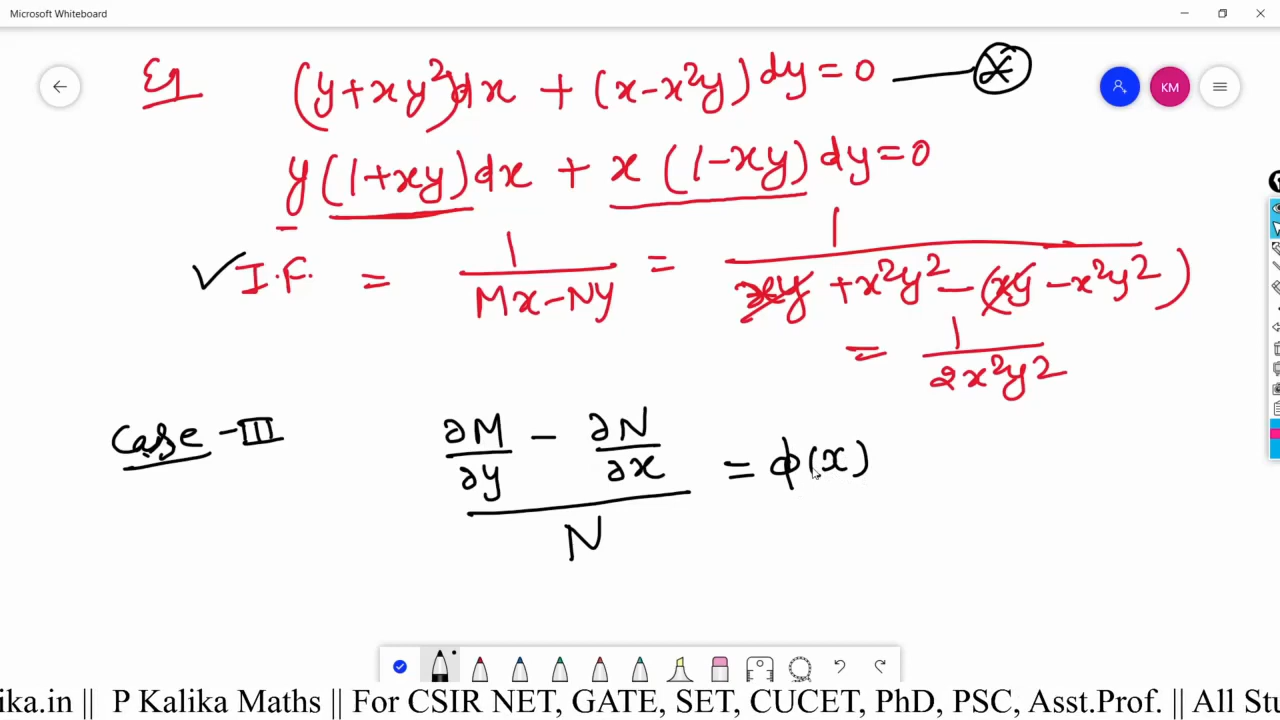 Microsoft Whiteboard
Eg (y+xy²)dx + (x-x²y)dy=0 —— ⊛
KM
y(1+xy)dx + x(1-xy)dy=0
✓ I.F. = 1/(Mx-Ny) = 1/(xy+x²y²-(xy-x²y²))
= 1/(2x²y²)
Case-III (∂M/∂y - ∂N/∂x)/N = φ(x)
ika.in || P Kalika Maths || For CSIR NET, GATE, SET, CUCET, PhD, PSC, Asst.Prof. || All Stu